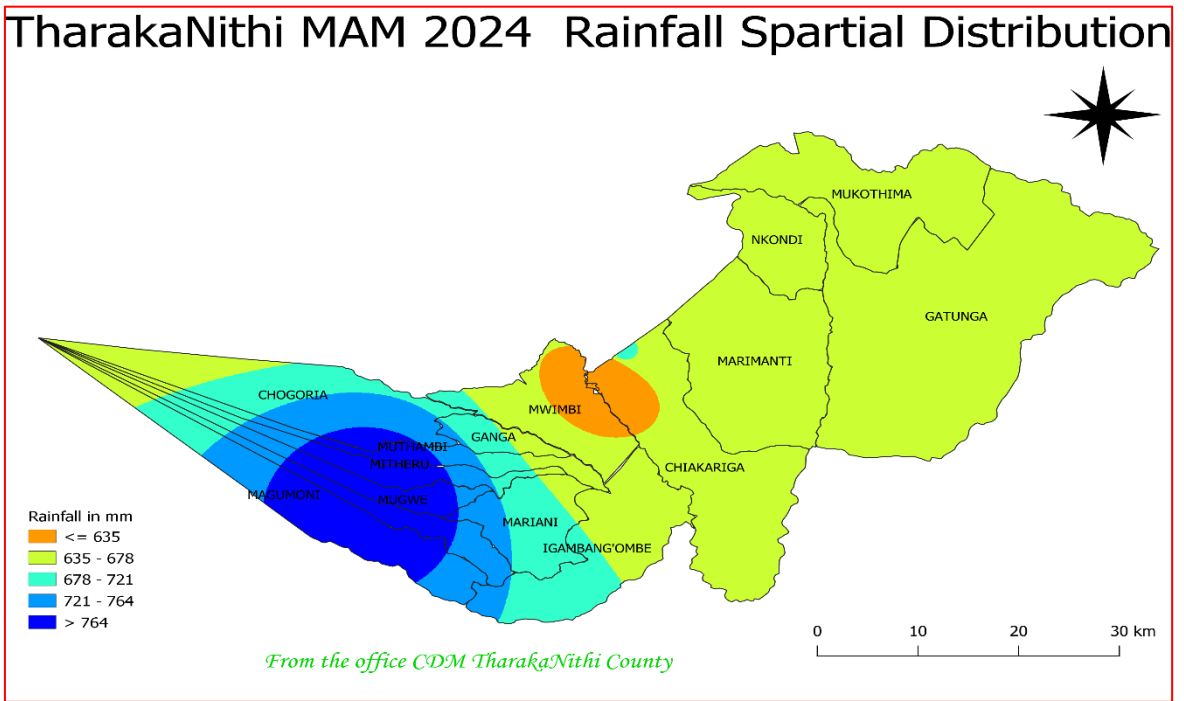 TharakaNithi MAM 2024 Rainfall Spartial Distribution
MUKOTHIMA
NKONDI
GATUNGA
MARIMANTI
CHOGORIA
MWIMBI
GANGA
MUTHAMBI
MITHERU
CHIAKARIGA
MAGUMONI
MUGWE
MARIANI
IGAMBANG'OMBE
Rainfall in mm
<= 635
635 - 678
678 - 721
721 - 764
> 764
0 10 20 30 km
From the office CDM TharakaNithi County